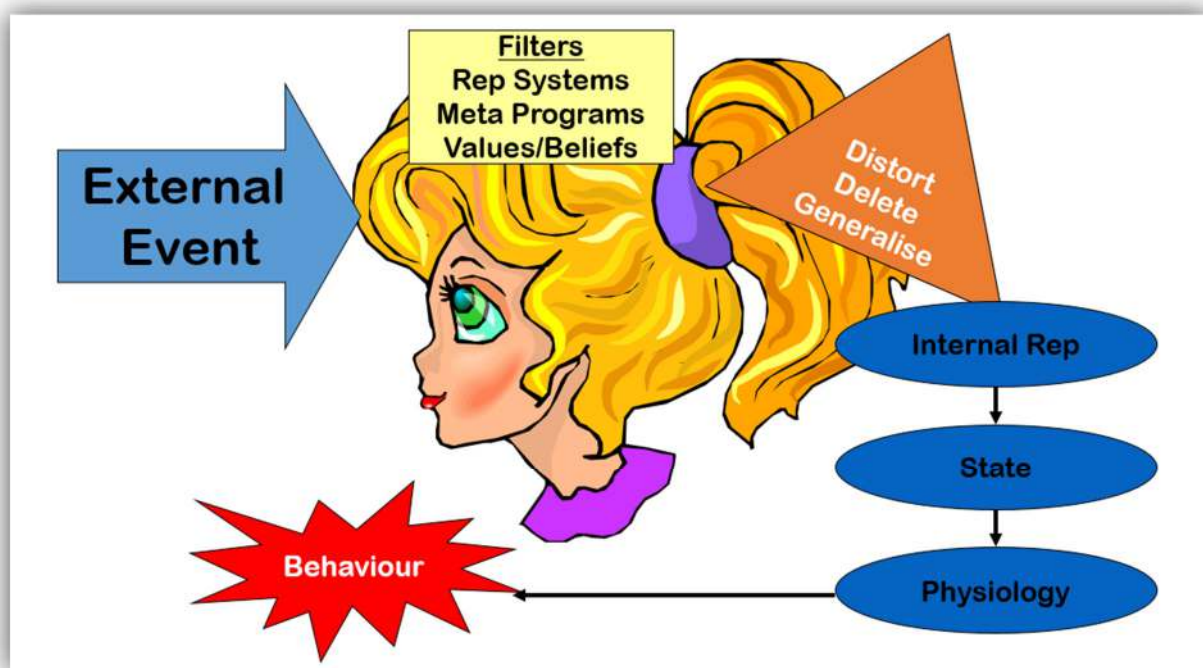 External
Event
Filters
Rep Systems
Meta Programs
Values/Beliefs
Distort
Delete
Generalise
Internal Rep
State
Physiology
Behaviour